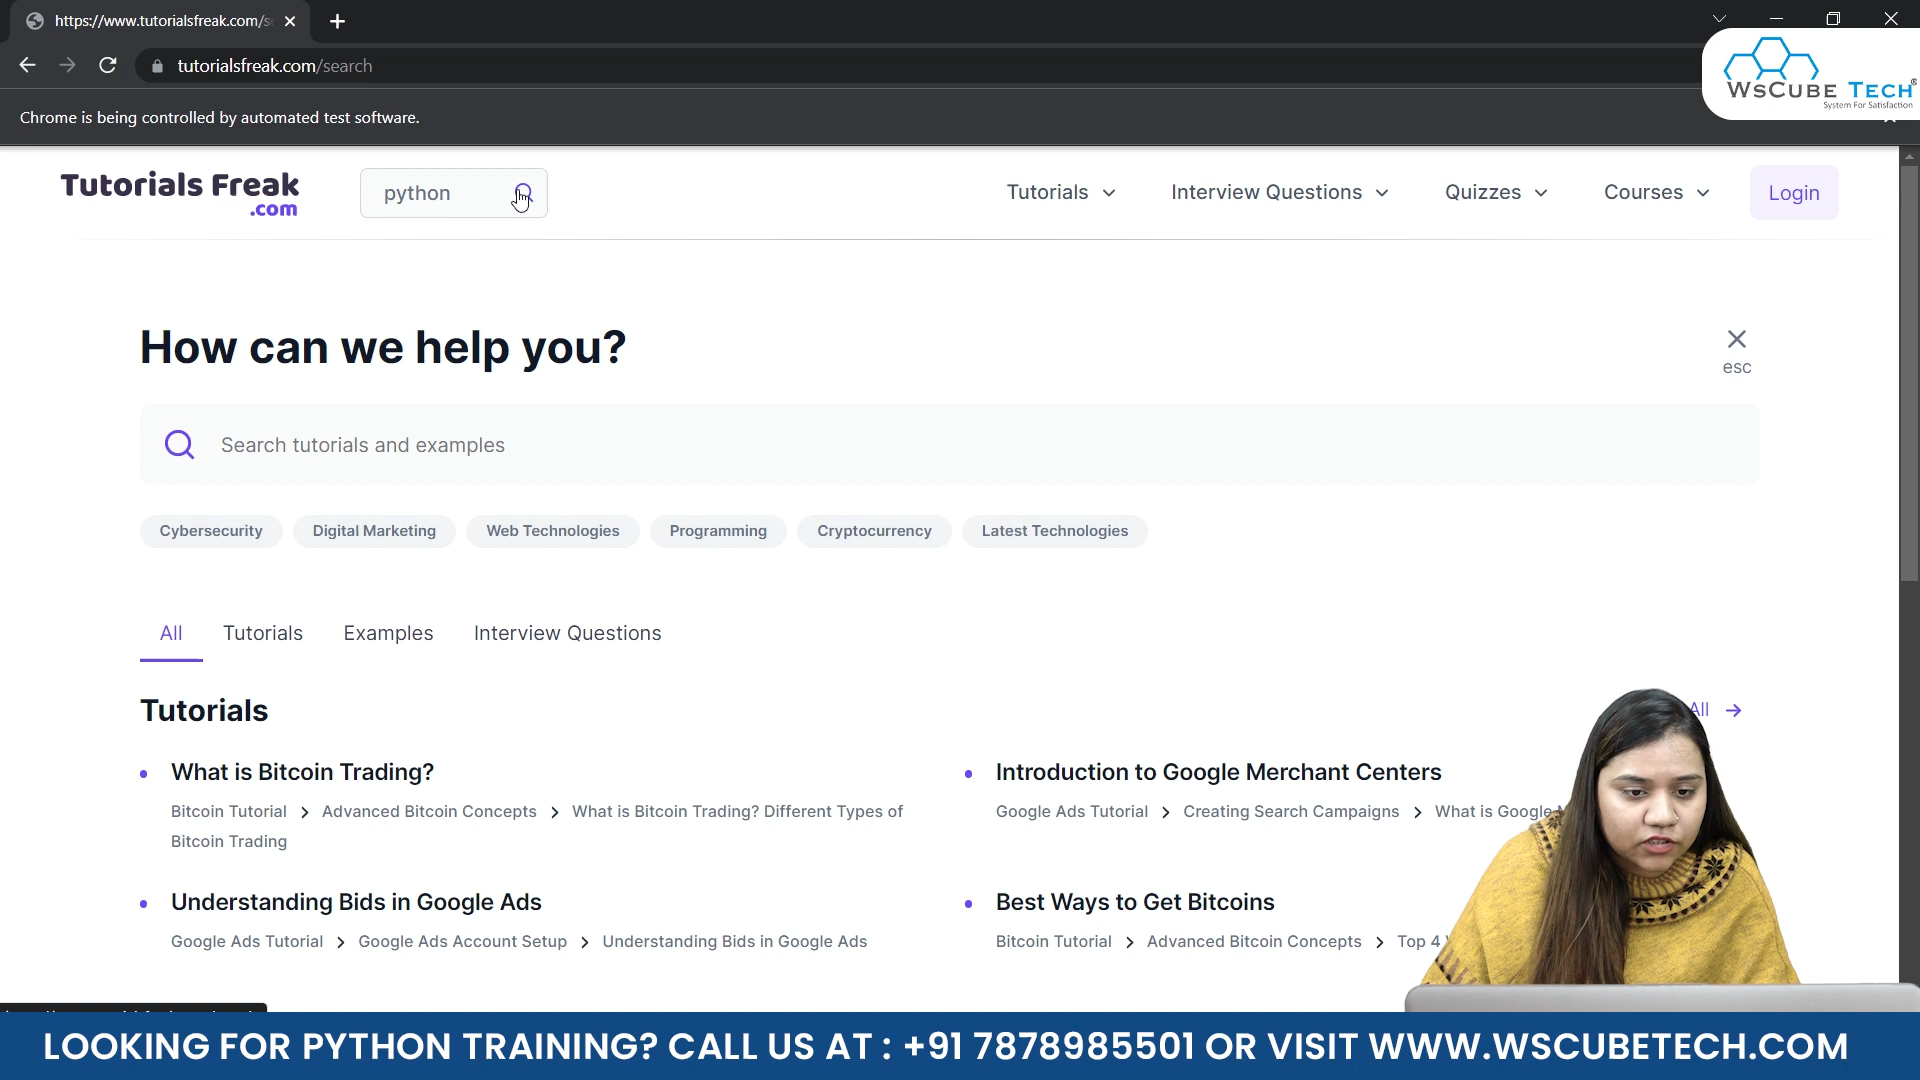 https://www.tutorialsfreak.com/s
tutorialsfreak.com/search
WsCube Tech®
System For Satisfaction
Chrome is being controlled by automated test software.
Tutorials Freak
.com
python
Tutorials
Interview Questions
Quizzes
Courses
Login
How can we help you?
esc
Search tutorials and examples
Cybersecurity
Digital Marketing
Web Technologies
Programming
Cryptocurrency
Latest Technologies
All
Tutorials
Examples
Interview Questions
Tutorials
All
What is Bitcoin Trading?
Bitcoin Tutorial > Advanced Bitcoin Concepts > What is Bitcoin Trading? Different Types of
Bitcoin Trading
Introduction to Google Merchant Centers
Google Ads Tutorial > Creating Search Campaigns > What is Google
Understanding Bids in Google Ads
Google Ads Tutorial > Google Ads Account Setup > Understanding Bids in Google Ads
Best Ways to Get Bitcoins
Bitcoin Tutorial > Advanced Bitcoin Concepts > Top 4
LOOKING FOR PYTHON TRAINING? CALL US AT : +91 7878985501 OR VISIT WWW.WSCUBETECH.COM